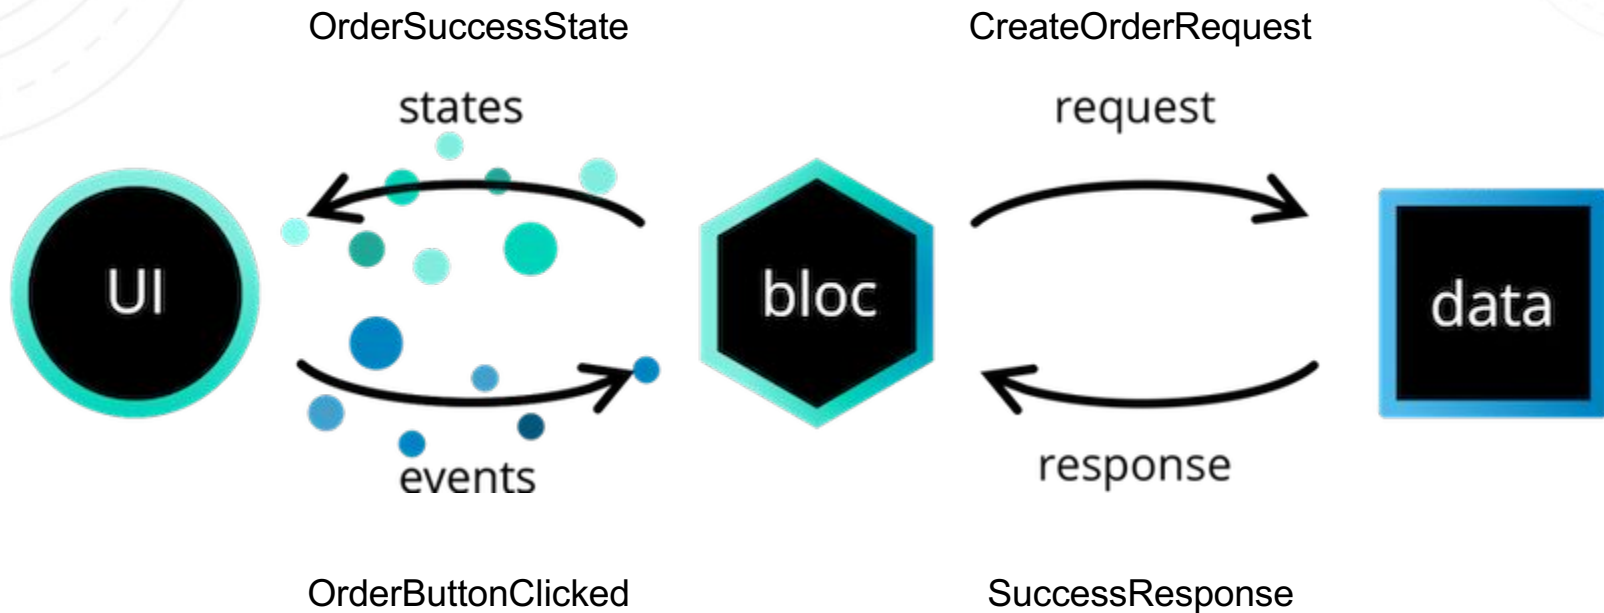 OrderSuccessState
CreateOrderRequest
states
request
UI
bloc
data
events
response
OrderButtonClicked
SuccessResponse